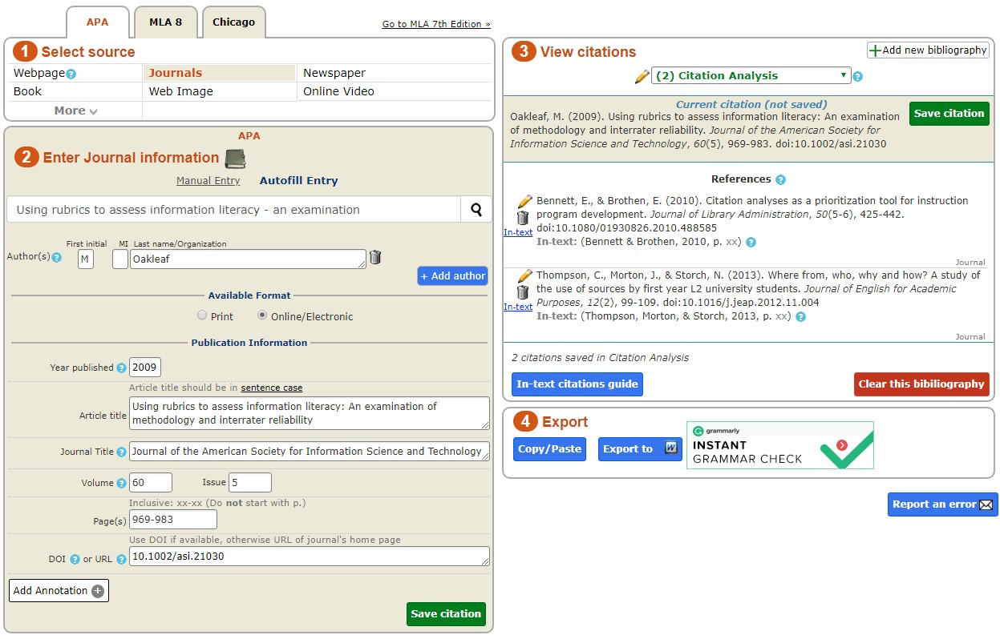 APA
MLA 8
Chicago
Go to MLA 7th Edition »
1 Select source
Webpage ?
Journals
Newspaper
Book
Web Image
Online Video
More
APA
2 Enter Journal information
Manual Entry
Autofill Entry
Using rubrics to assess information literacy - an examination
First initial
MI
Last name/Organization
Author(s) ?
M
Oakleaf
+ Add author
Available Format
Print
Online/Electronic
Publication Information
Year published ? 2009
Article title should be in sentence case
Article title
Using rubrics to assess information literacy: An examination of
methodology and interrater reliability
Journal Title ? Journal of the American Society for Information Science and Technology
Volume ? 60
Issue 5
Inclusive: xx-xx (Do not start with p.)
Page(s) 969-983
Use DOI if available, otherwise URL of journal's home page
DOI ? or URL ? 10.1002/asi.21030
Add Annotation +
Save citation
3 View citations
+Add new bibliography
(2) Citation Analysis ?
Current citation (not saved)
Oakleaf, M. (2009). Using rubrics to assess information literacy: An examination
of methodology and interrater reliability. Journal of the American Society for
Information Science and Technology, 60(5), 969-983. doi:10.1002/asi.21030
Save citation
References ?
Bennett, E., & Brothen, E. (2010). Citation analyses as a prioritization tool for instruction
program development. Journal of Library Administration, 50(5-6), 425-442.
doi:10.1080/01930826.2010.488585
In-text
In-text: (Bennett & Brothen, 2010, p. xx) ?
Journal
Thompson, C., Morton, J., & Storch, N. (2013). Where from, who, why and how? A study of
the use of sources by first year L2 university students. Journal of English for Academic
Purposes, 12(2), 99-109. doi:10.1016/j.jeap.2012.11.004
In-text
In-text: (Thompson, Morton, & Storch, 2013, p. xx) ?
Journal
2 citations saved in Citation Analysis
In-text citations guide
Clear this bibiliography
4 Export
Copy/Paste
Export to W
grammarly
INSTANT
GRAMMAR CHECK
Report an error